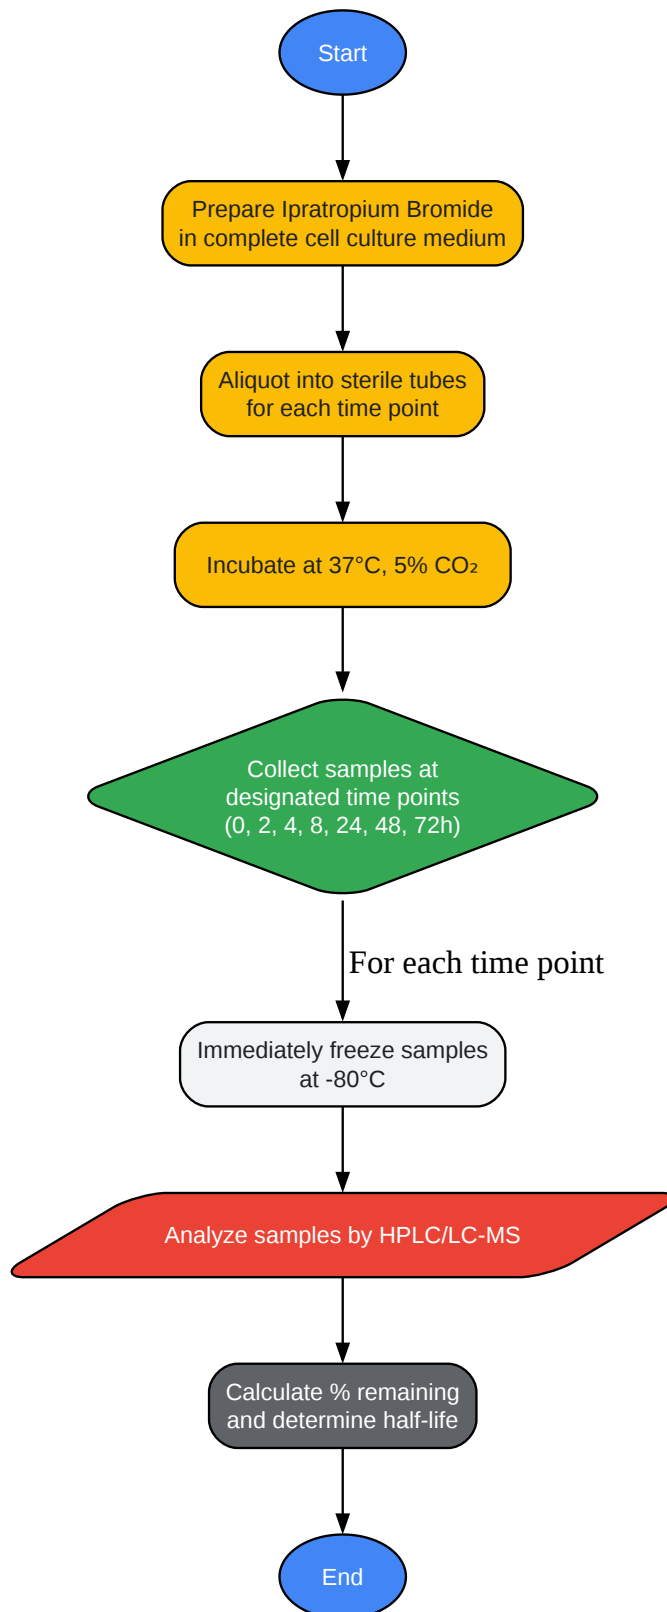 Start
Prepare Ipratropium Bromide
in complete cell culture medium
Aliquot into sterile tubes
for each time point
Incubate at 37°C, 5% CO₂
Collect samples at
designated time points
(0, 2, 4, 8, 24, 48, 72h)
For each time point
Immediately freeze samples
at -80°C
Analyze samples by HPLC/LC-MS
Calculate % remaining
and determine half-life
End